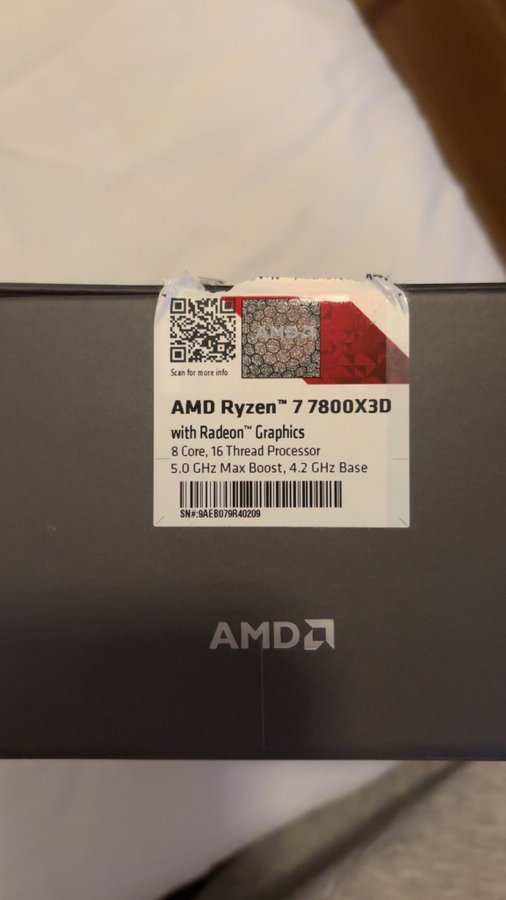 AMD
Scan for more info
AMD Ryzen™ 7 7800X3D
with Radeon™ Graphics
8 Core, 16 Thread Processor
5.0 GHz Max Boost, 4.2 GHz Base
SN#:9AEB079R40209
AMD